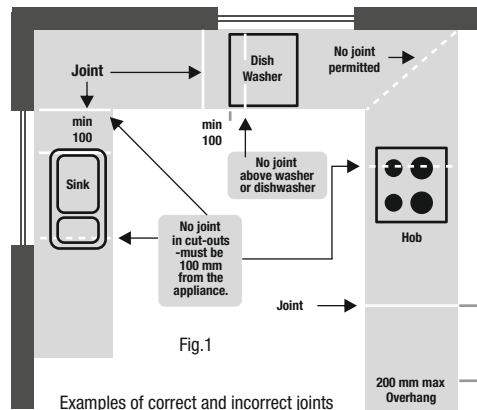 Dish
Washer
No joint
permitted
Joint
min
100
min
100
No joint
above washer
or dishwasher
Sink
Hob
No joint
in cut-outs
-must be
100 mm
from the
appliance.
Joint
Fig.1
200 mm max
Overhang
Examples of correct and incorrect joints